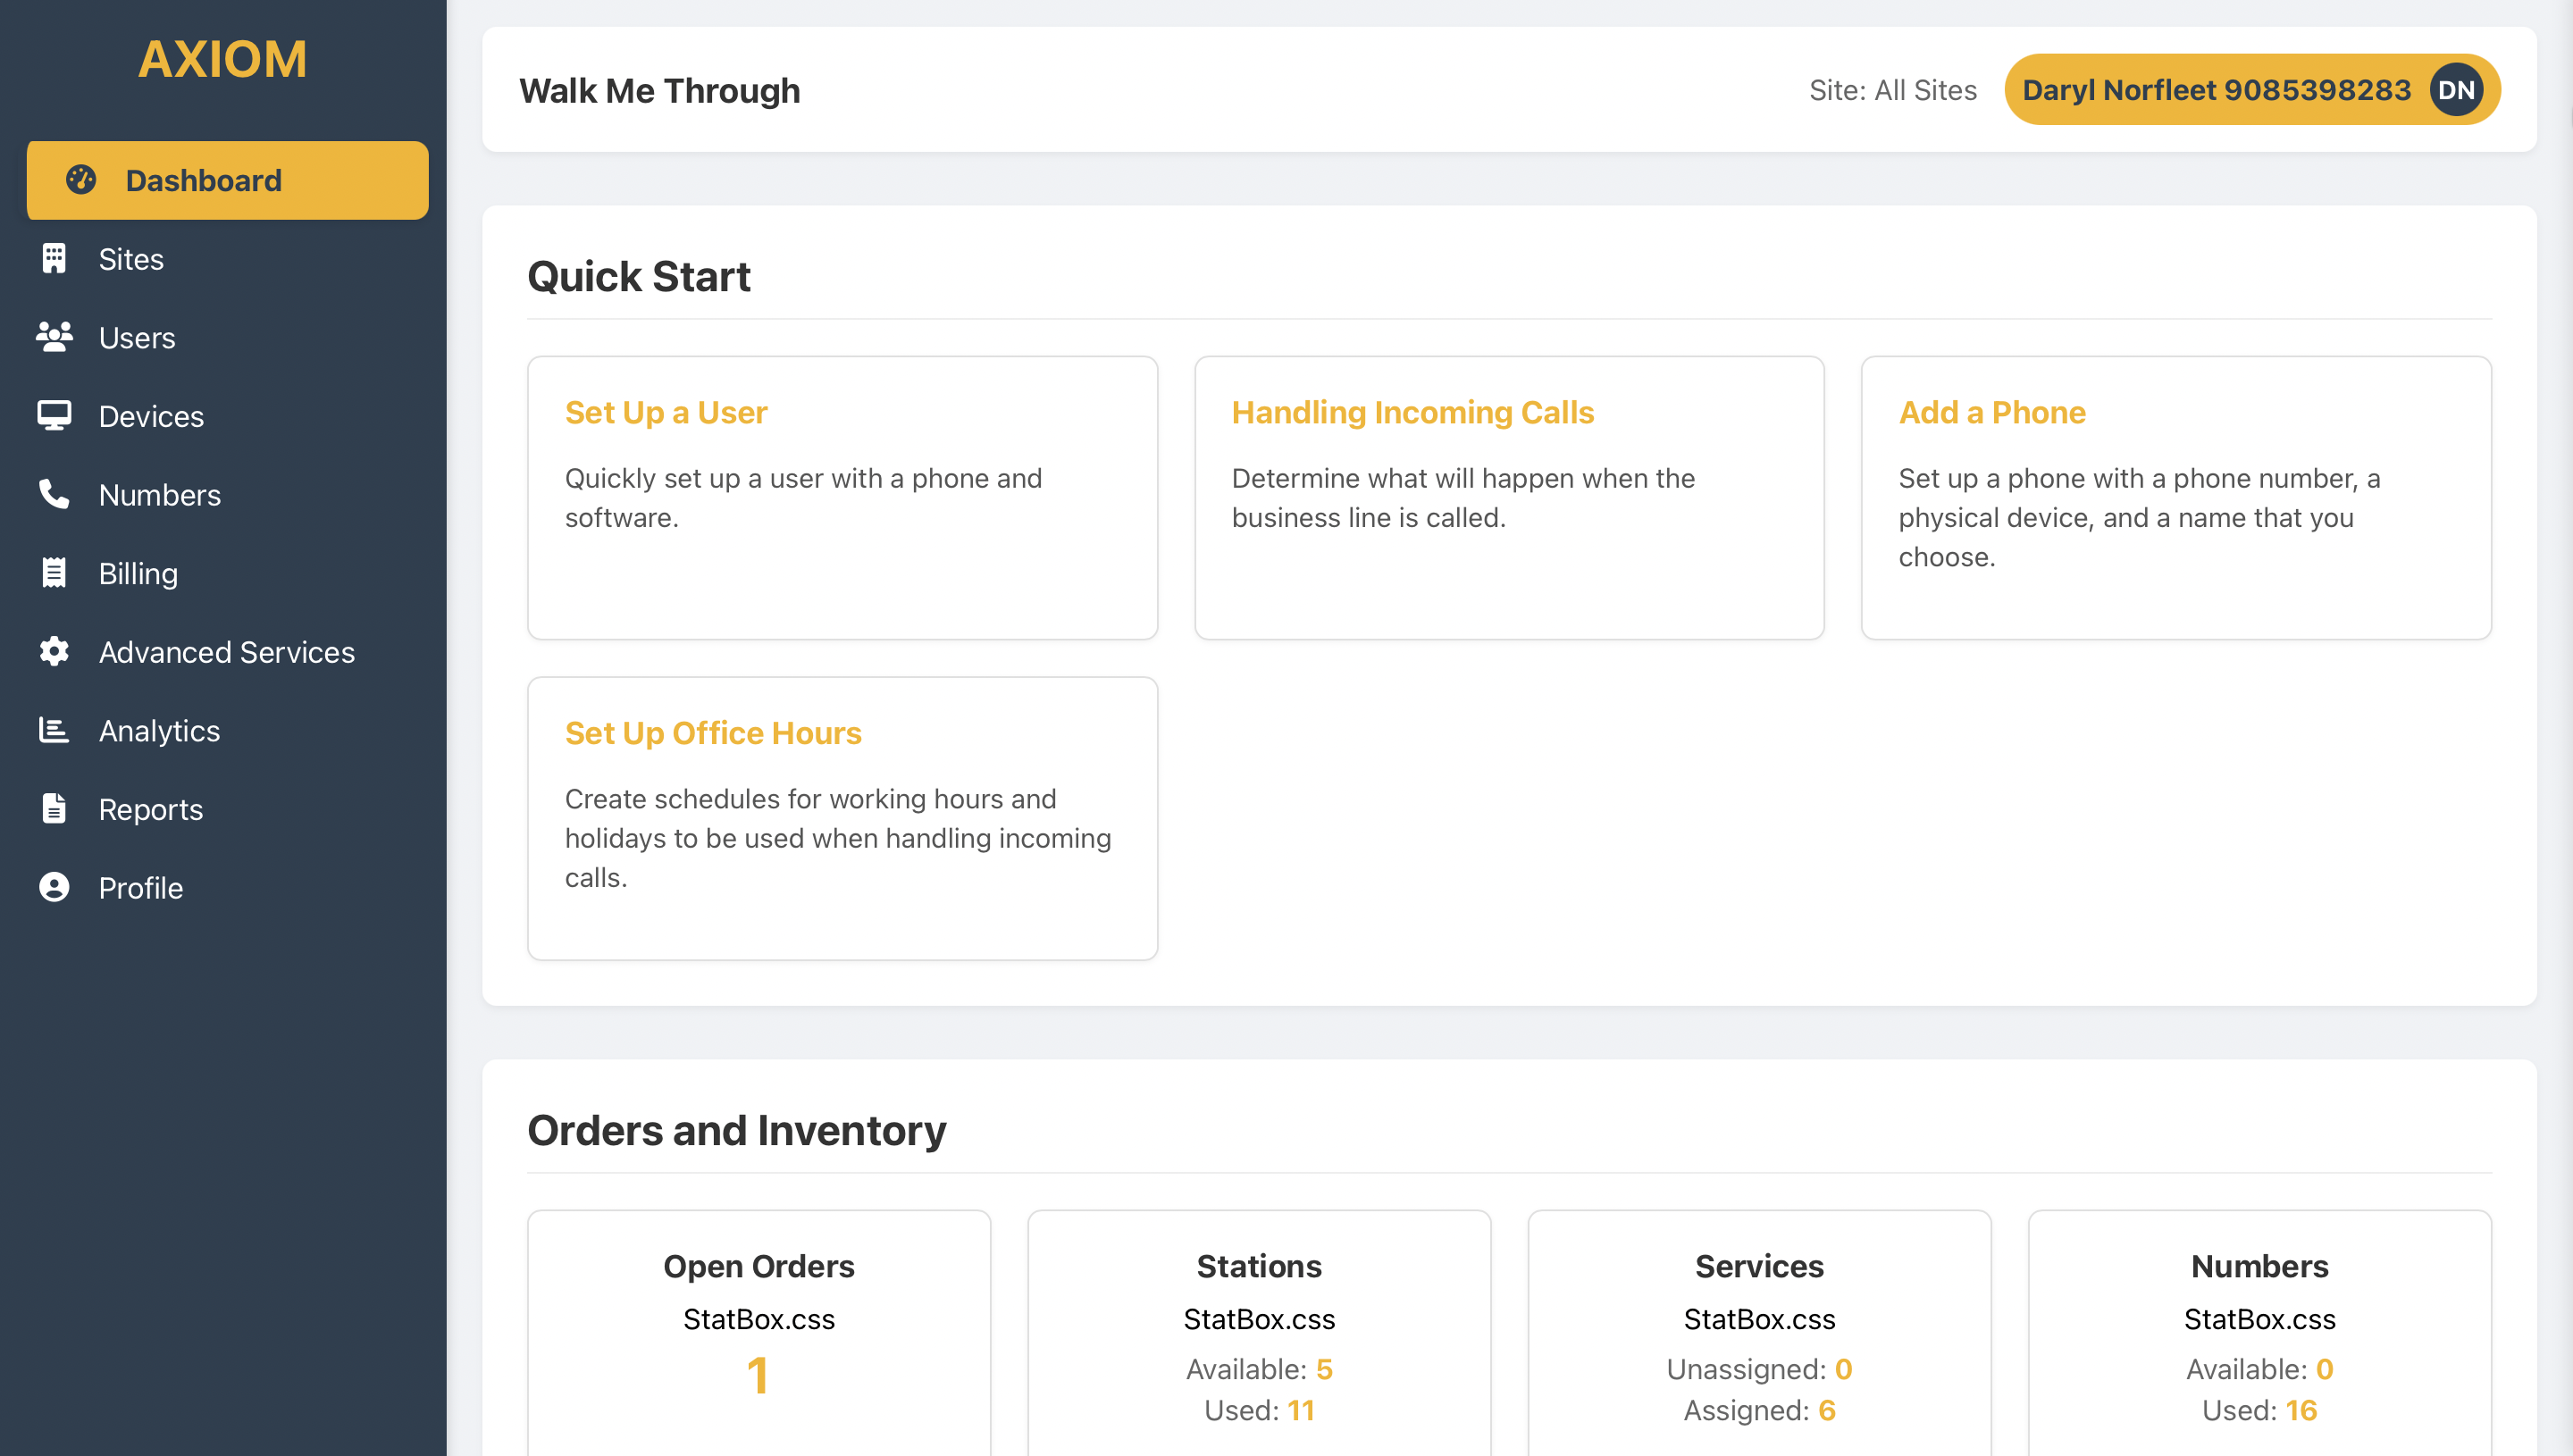 AXIOM
Dashboard
Sites
Users
Devices
Numbers
Billing
Advanced Services
Analytics
Reports
Profile
Walk Me Through
Site: All Sites
Daryl Norfleet 9085398283
DN
Quick Start
Set Up a User
Quickly set up a user with a phone and
software.
Handling Incoming Calls
Determine what will happen when the
business line is called.
Add a Phone
Set up a phone with a phone number, a
physical device, and a name that you
choose.
Set Up Office Hours
Create schedules for working hours and
holidays to be used when handling incoming
calls.
Orders and Inventory
Open Orders
StatBox.css
1
Stations
StatBox.css
Available: 5
Used: 11
Services
StatBox.css
Unassigned: 0
Assigned: 6
Numbers
StatBox.css
Available: 0
Used: 16